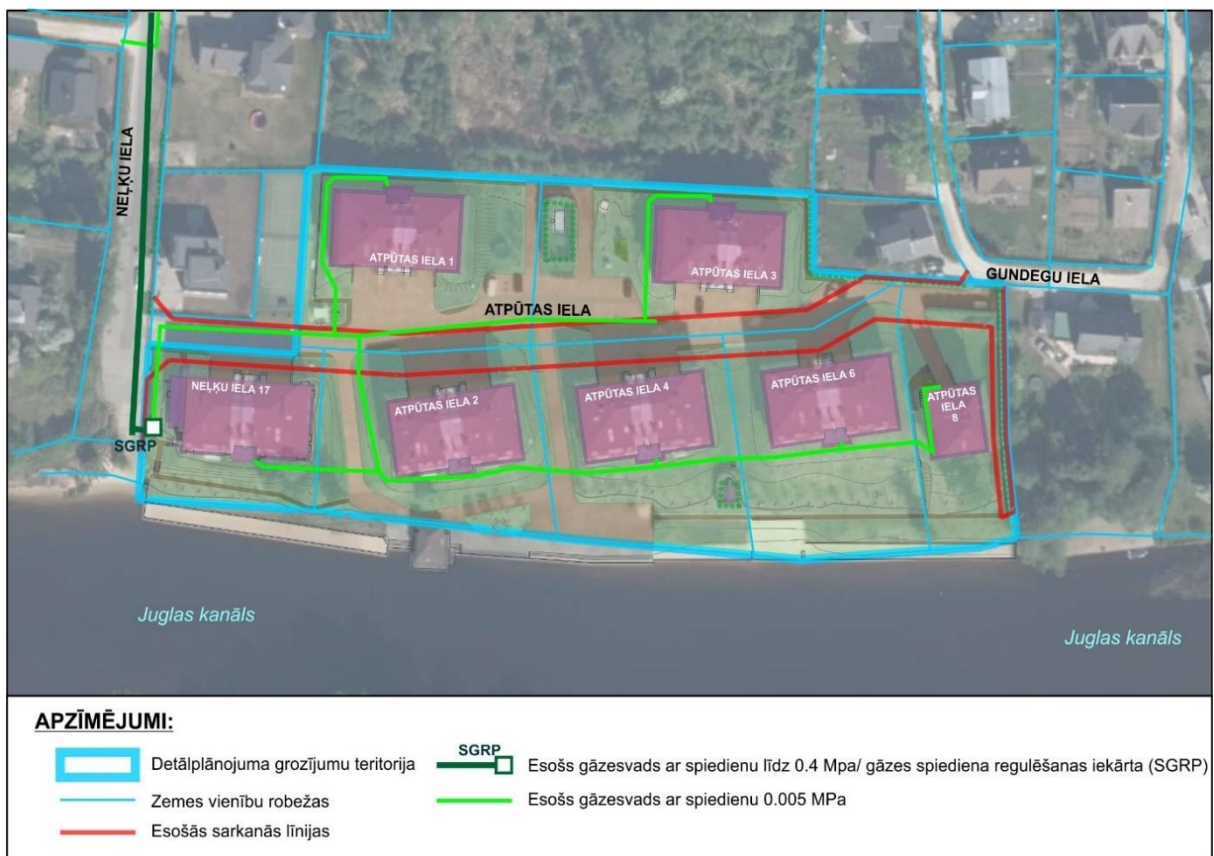 NEĻĶU IELA
ATPŪTAS IELA 1
ATPŪTAS IELA 3
GUNDEGU IELA
ATPŪTAS IELA
NEĻĶU IELA 17
ATPŪTAS IELA 2
ATPŪTAS IELA 4
ATPŪTAS IELA 6
ATPŪTAS
IELA
8
SGRP
Juglas kanāls
Juglas kanāls
APZĪMĒJUMI:
Detālplānojuma grozījumu teritorija
Zemes vienību robežas
Esošās sarkanās līnijas
SGRP
Esošs gāzesvads ar spiedienu līdz 0.4 Mpa/ gāzes spiediena regulēšanas iekārta (SGRP)
Esošs gāzesvads ar spiedienu 0.005 MPa